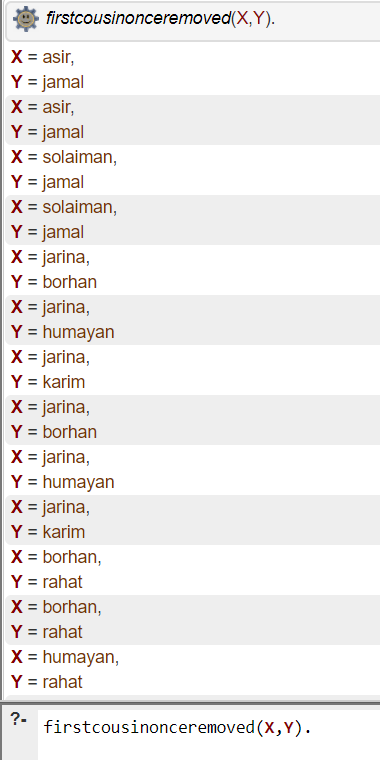 firstcousinonceremoved(X,Y).
X = asir,
Y = jamal
X = asir,
Y = jamal
X = solaiman,
Y = jamal
X = solaiman,
Y = jamal
X = jarina,
Y = borhan
X = jarina,
Y = humayan
X = jarina,
Y = karim
X = jarina,
Y = borhan
X = jarina,
Y = humayan
X = jarina,
Y = karim
X = borhan,
Y = rahat
X = borhan,
Y = rahat
X = humayan,
Y = rahat
?- firstcousinonceremoved(X,Y).